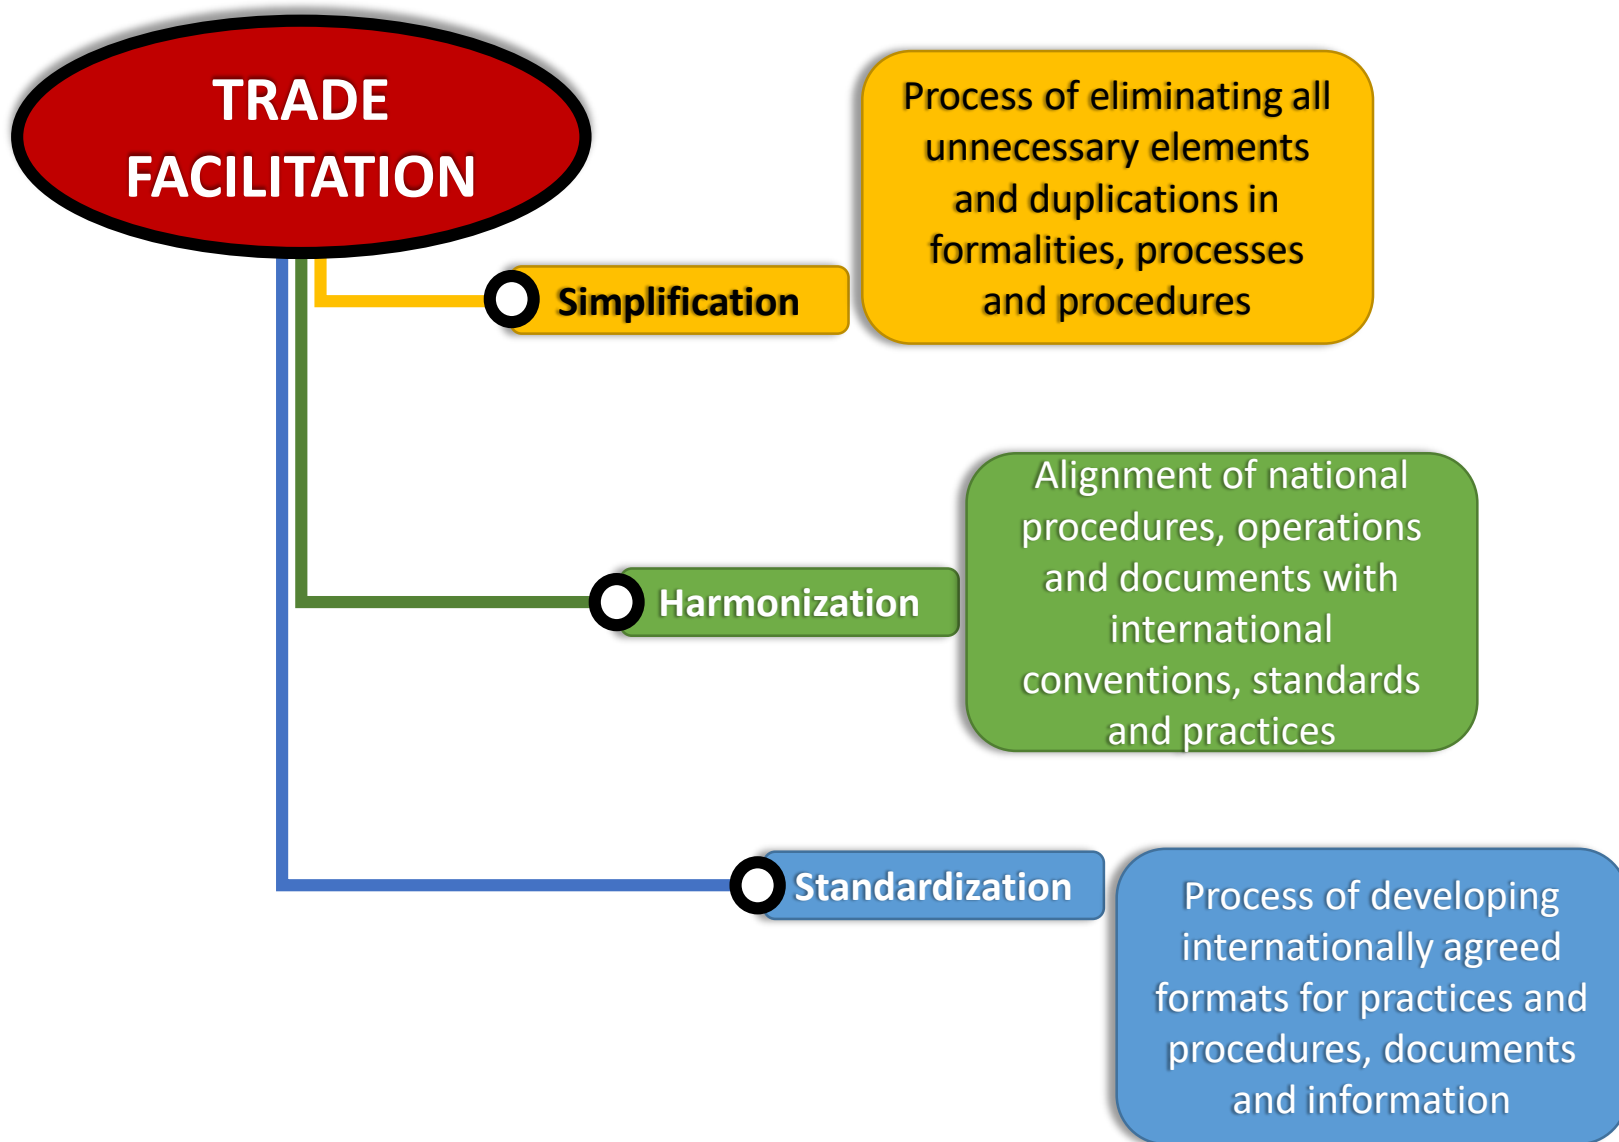 TRADE
FACILITATION
Process of eliminating all
unnecessary elements
and duplications in
formalities, processes
and procedures
Simplification
Alignment of national
procedures, operations
and documents with
international
conventions, standards
and practices
Harmonization
Standardization
Process of developing
internationally agreed
formats for practices and
procedures, documents
and information